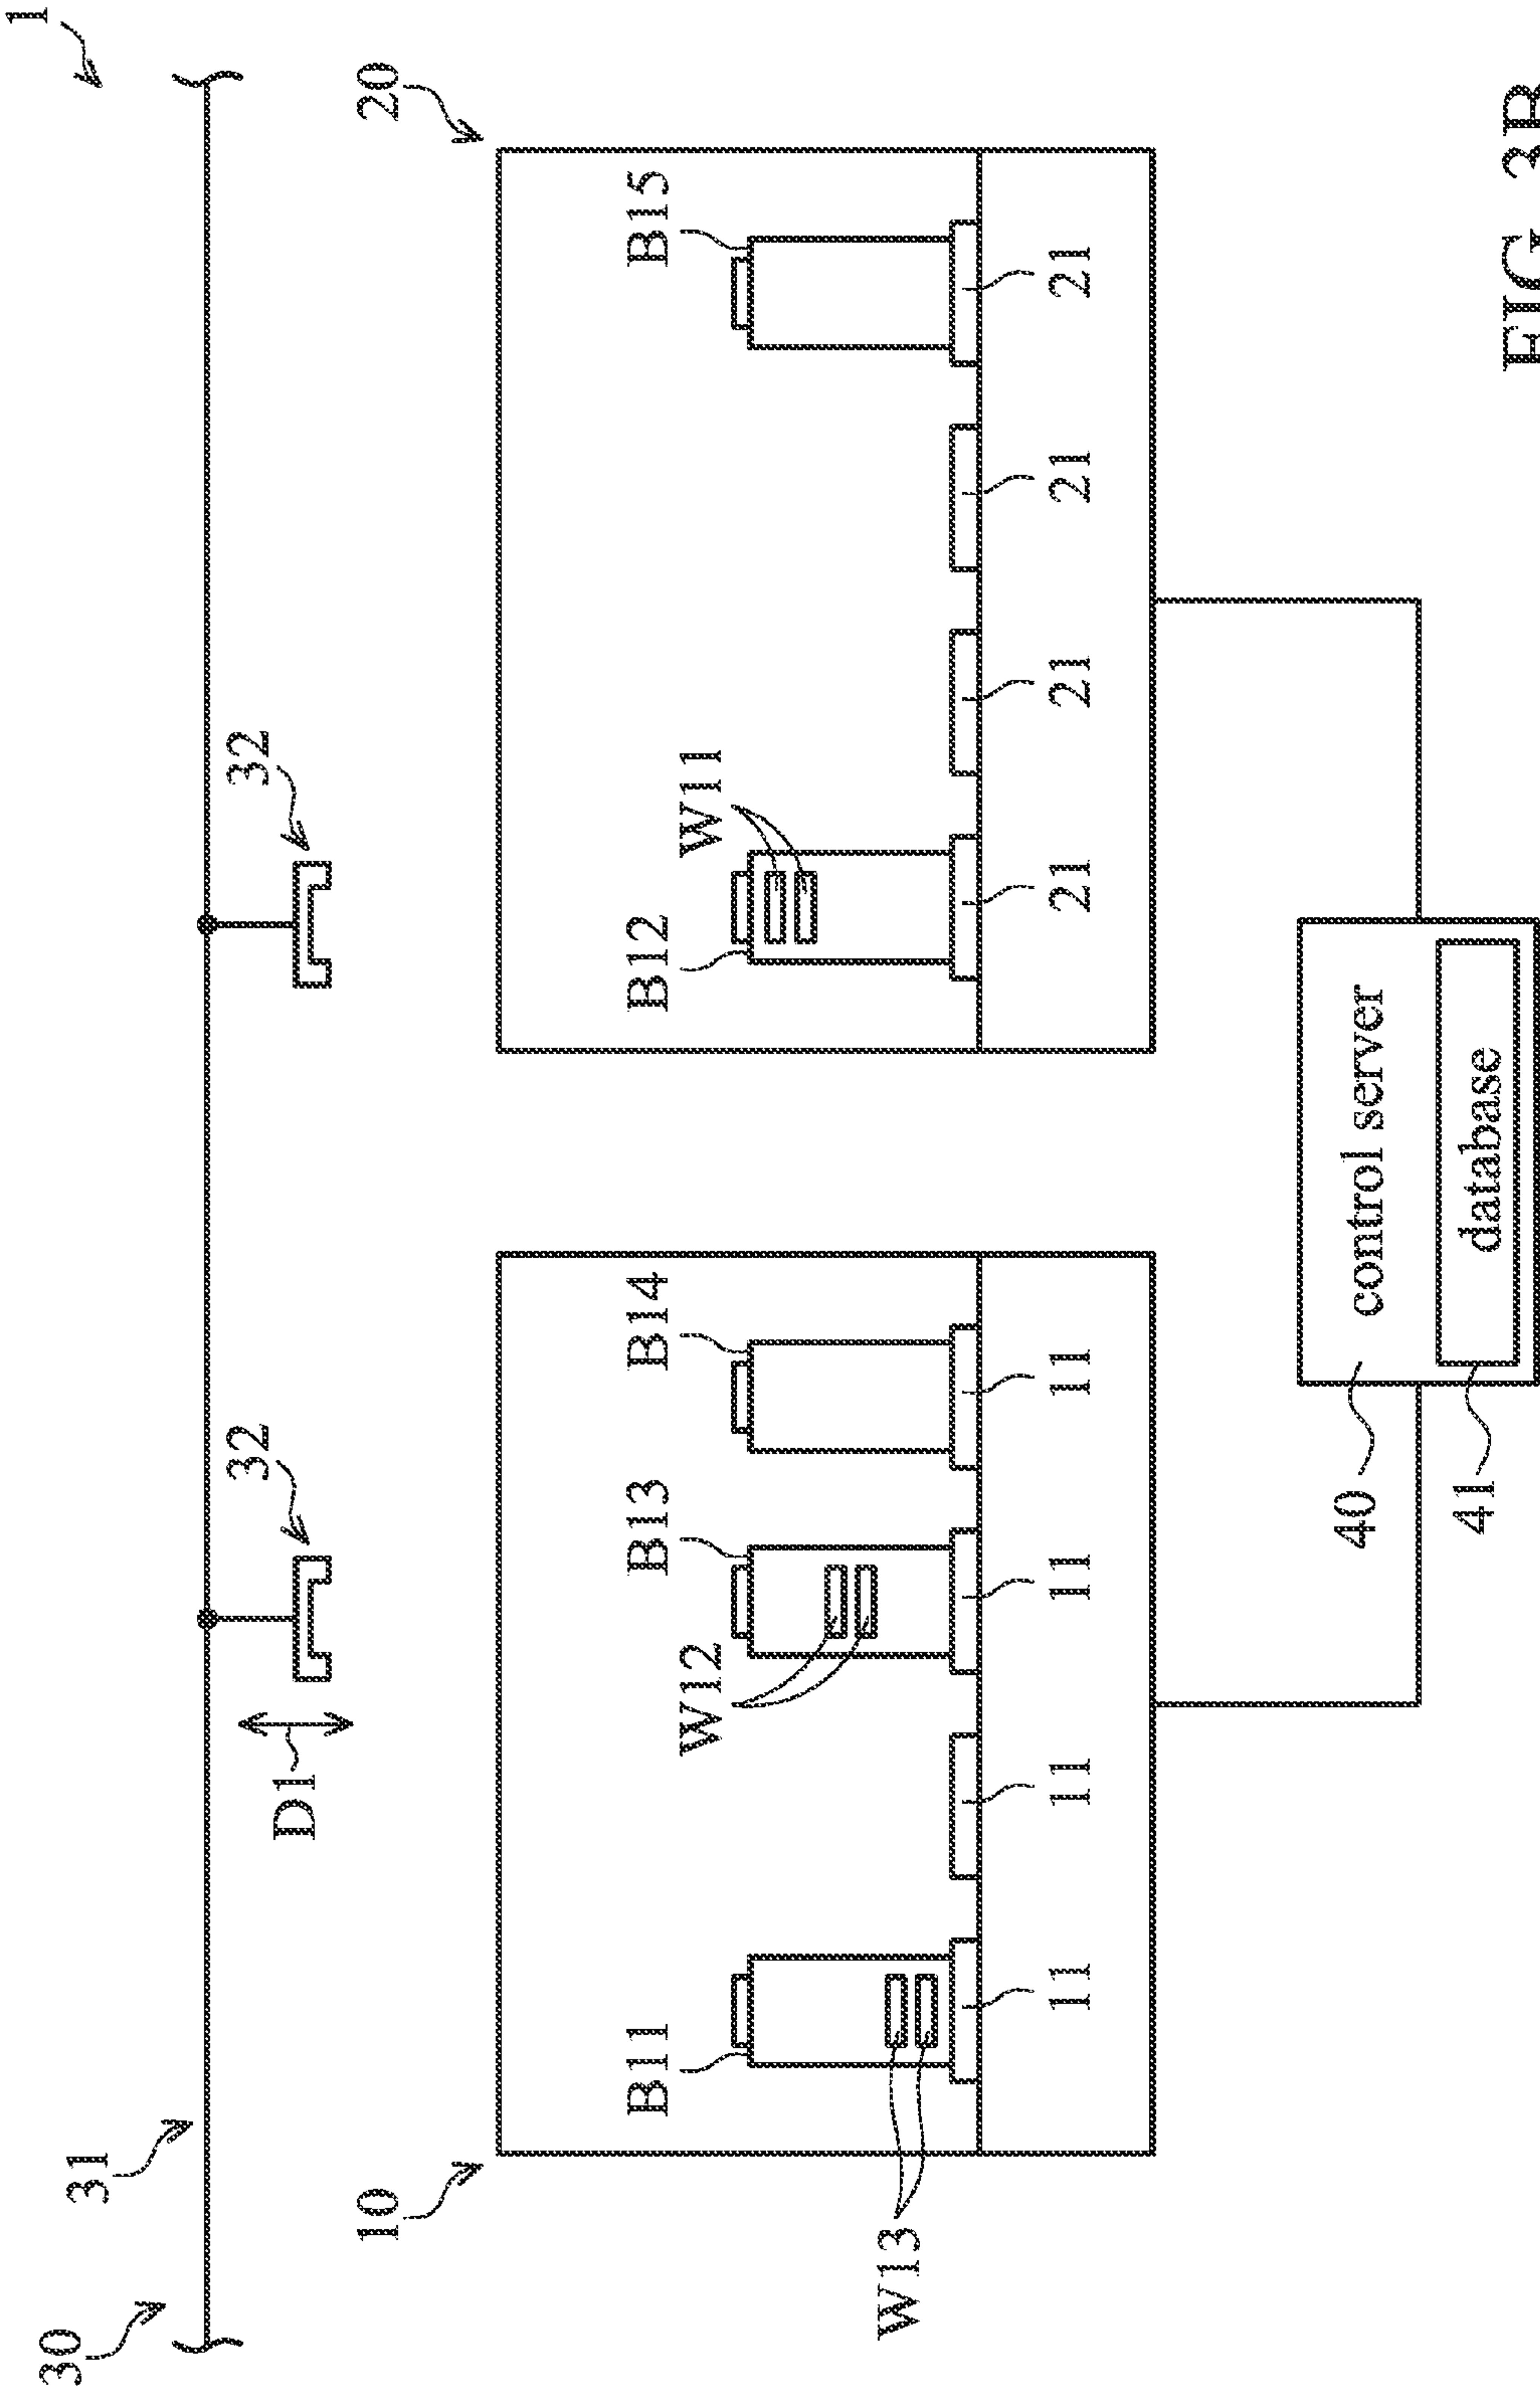 1
30
31
32
32
D1
10
20
B11
B13
B14
B12
B15
W12
W11
W13
11
11
11
11
21
21
21
21
40
control server
41
database
FIG. 3B